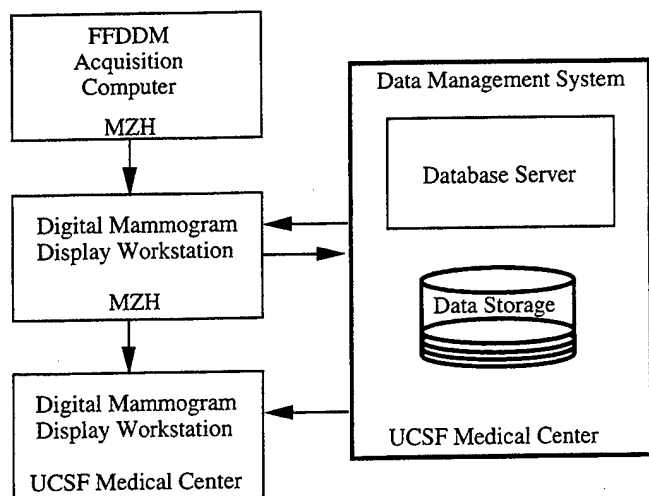 FFDDM
Acquisition
Computer
MZH
Digital Mammogram
Display Workstation
MZH
Digital Mammogram
Display Workstation
UCSF Medical Center
Data Management System
Database Server
Data Storage
UCSF Medical Center